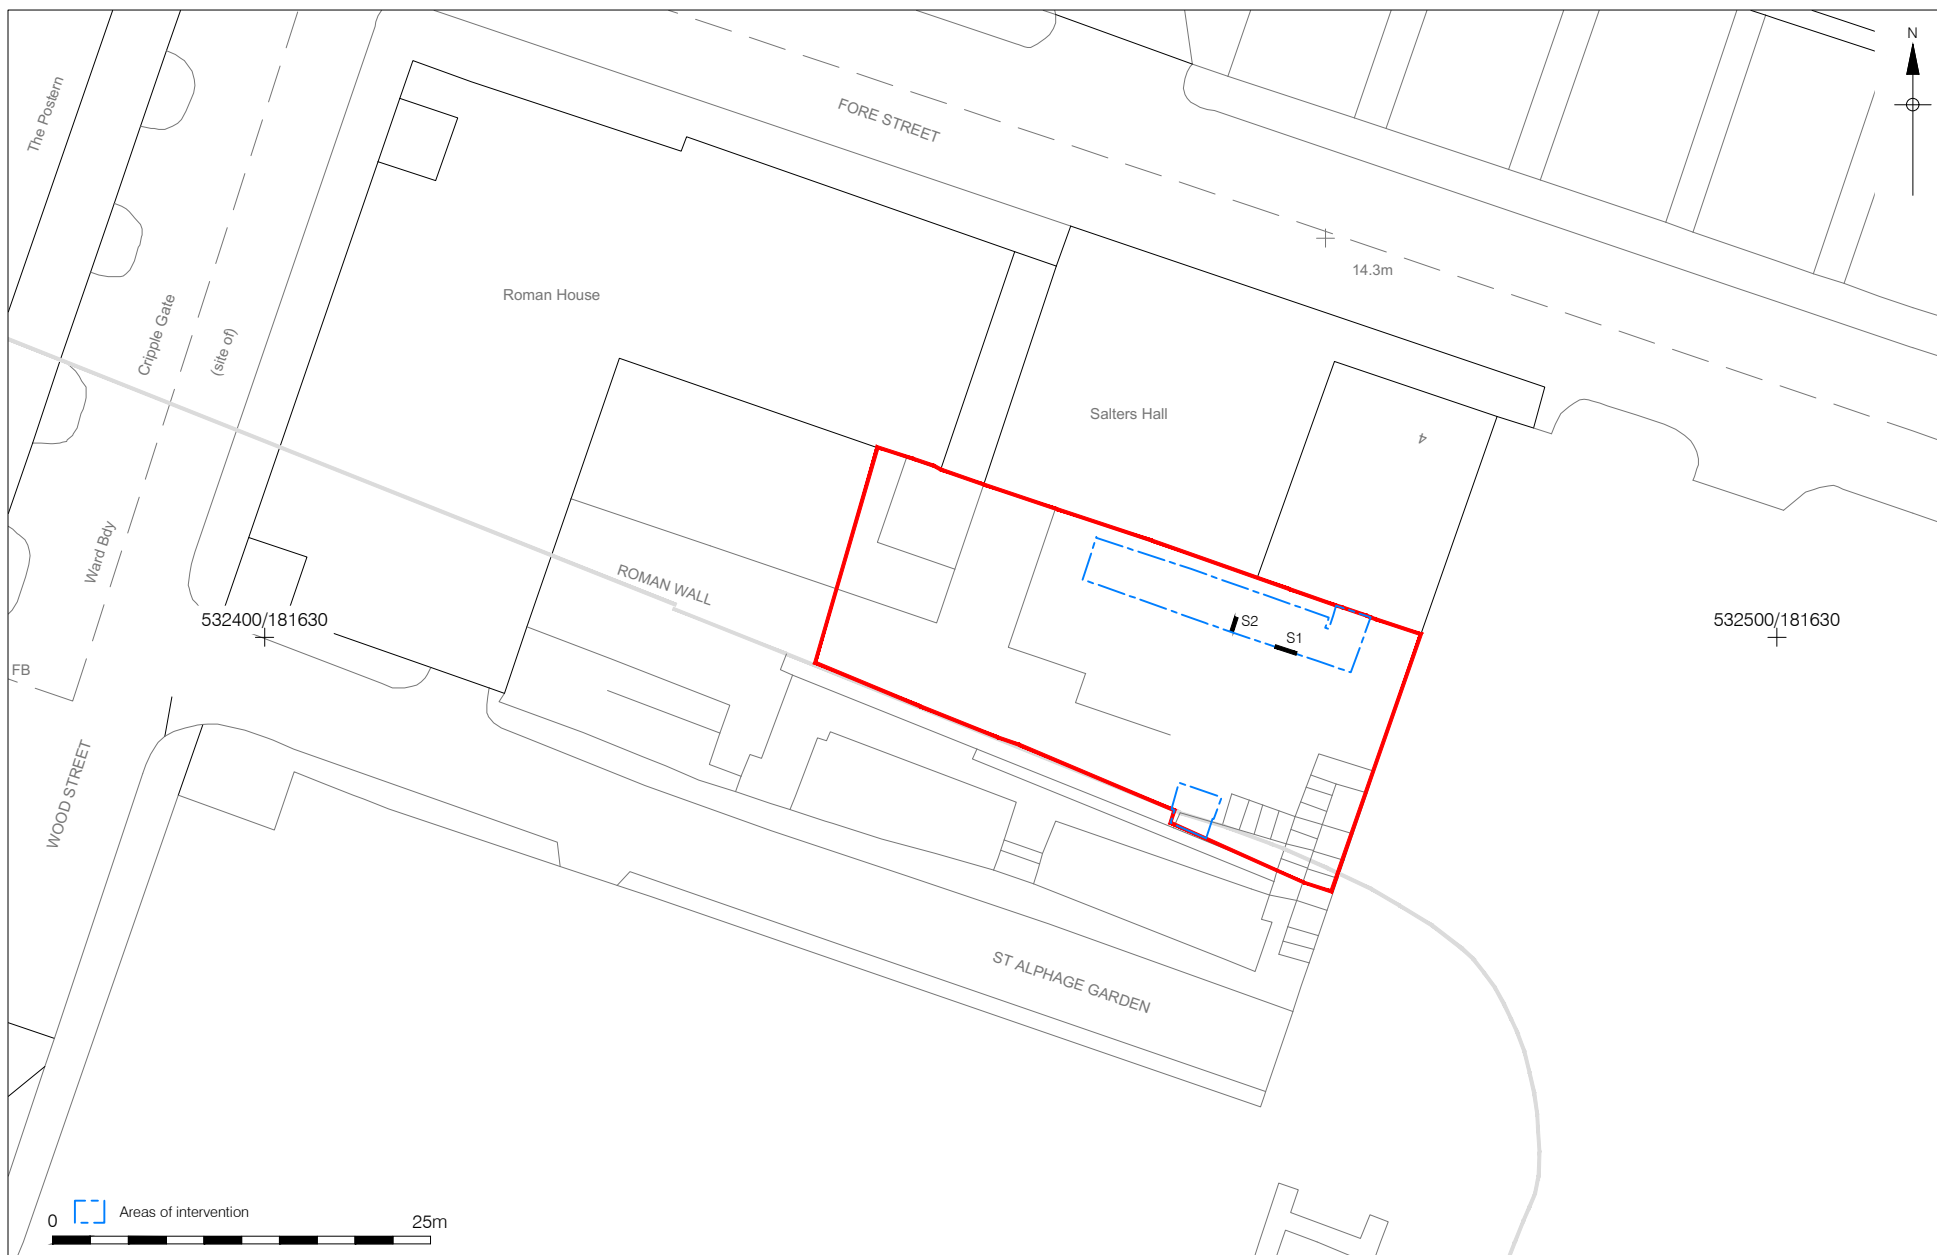 N
The Postern
FORE STREET
14.3m
Roman House
Cripple Gate
(site of)
Salters Hall
4
Ward Bdy
ROMAN WALL
532400/181630
S2
S1
532500/181630
FB
WOOD STREET
ST ALPHAGE GARDEN
Areas of intervention
0 25m